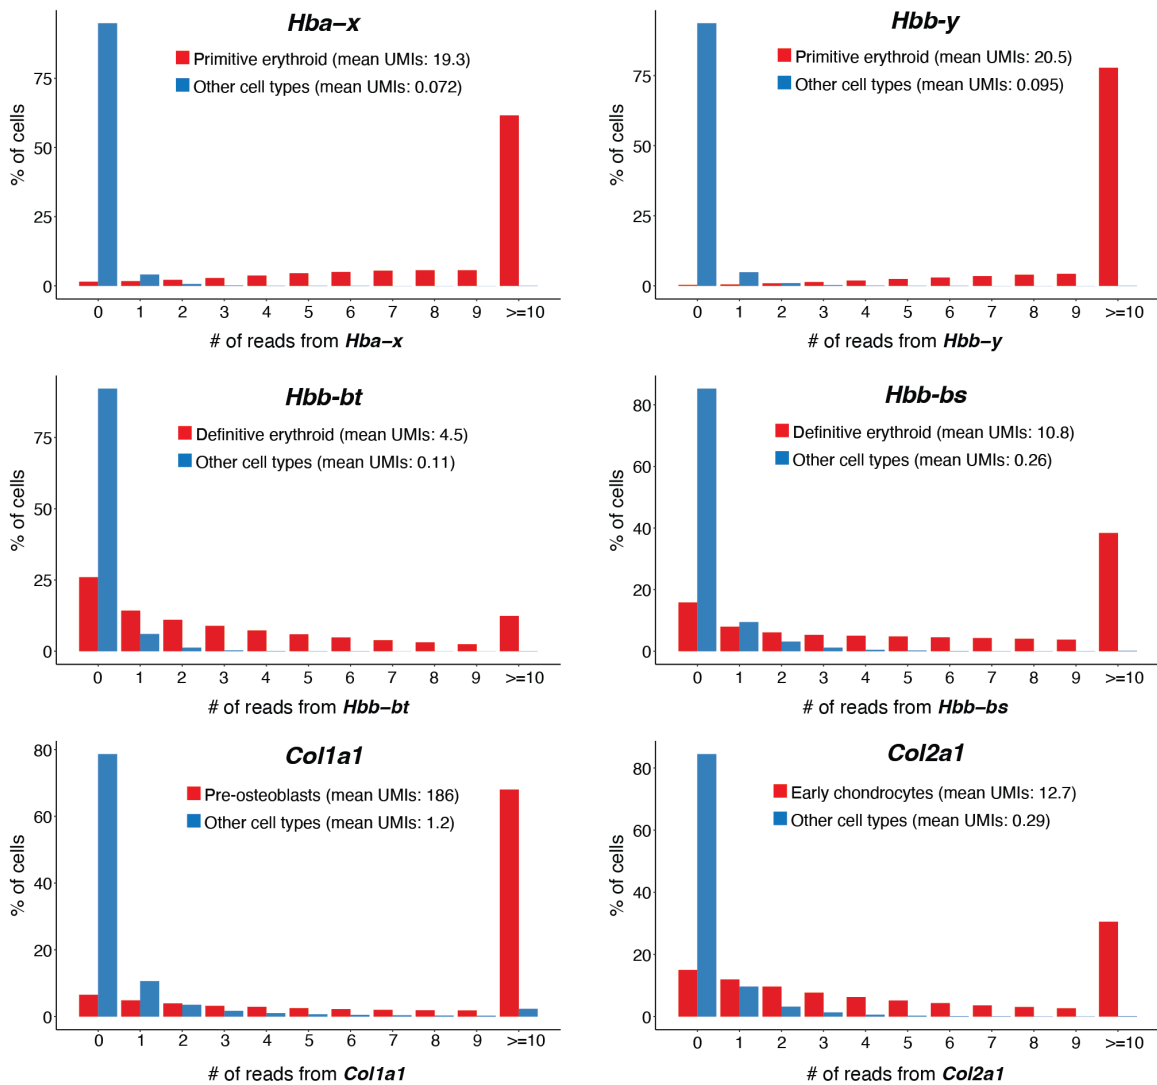 Hba–x
Primitive erythroid (mean UMIs: 19.3)
Other cell types (mean UMIs: 0.072)
% of cells
75
50
25
0
0 1 2 3 4 5 6 7 8 9 >=10
# of reads from Hba–x
Hbb-y
Primitive erythroid (mean UMIs: 20.5)
Other cell types (mean UMIs: 0.095)
% of cells
75
50
25
0
0 1 2 3 4 5 6 7 8 9 >=10
# of reads from Hbb–y
Hbb-bt
Definitive erythroid (mean UMIs: 4.5)
Other cell types (mean UMIs: 0.11)
% of cells
75
50
25
0
0 1 2 3 4 5 6 7 8 9 >=10
# of reads from Hbb–bt
Hbb-bs
Definitive erythroid (mean UMIs: 10.8)
Other cell types (mean UMIs: 0.26)
% of cells
80
60
40
20
0
0 1 2 3 4 5 6 7 8 9 >=10
# of reads from Hbb–bs
Col1a1
Pre-osteoblasts (mean UMIs: 186)
Other cell types (mean UMIs: 1.2)
% of cells
80
60
40
20
0
0 1 2 3 4 5 6 7 8 9 >=10
# of reads from Col1a1
Col2a1
Early chondrocytes (mean UMIs: 12.7)
Other cell types (mean UMIs: 0.29)
% of cells
80
60
40
20
0
0 1 2 3 4 5 6 7 8 9 >=10
# of reads from Col2a1